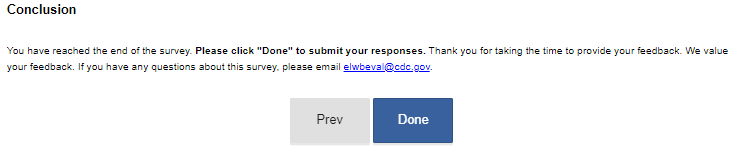 Conclusion
You have reached the end of the survey. Please click "Done" to submit your responses. Thank you for taking the time to provide your feedback. We value
your feedback. If you have any questions about this survey, please email elwbeval@cdc.gov.
Prev
Done